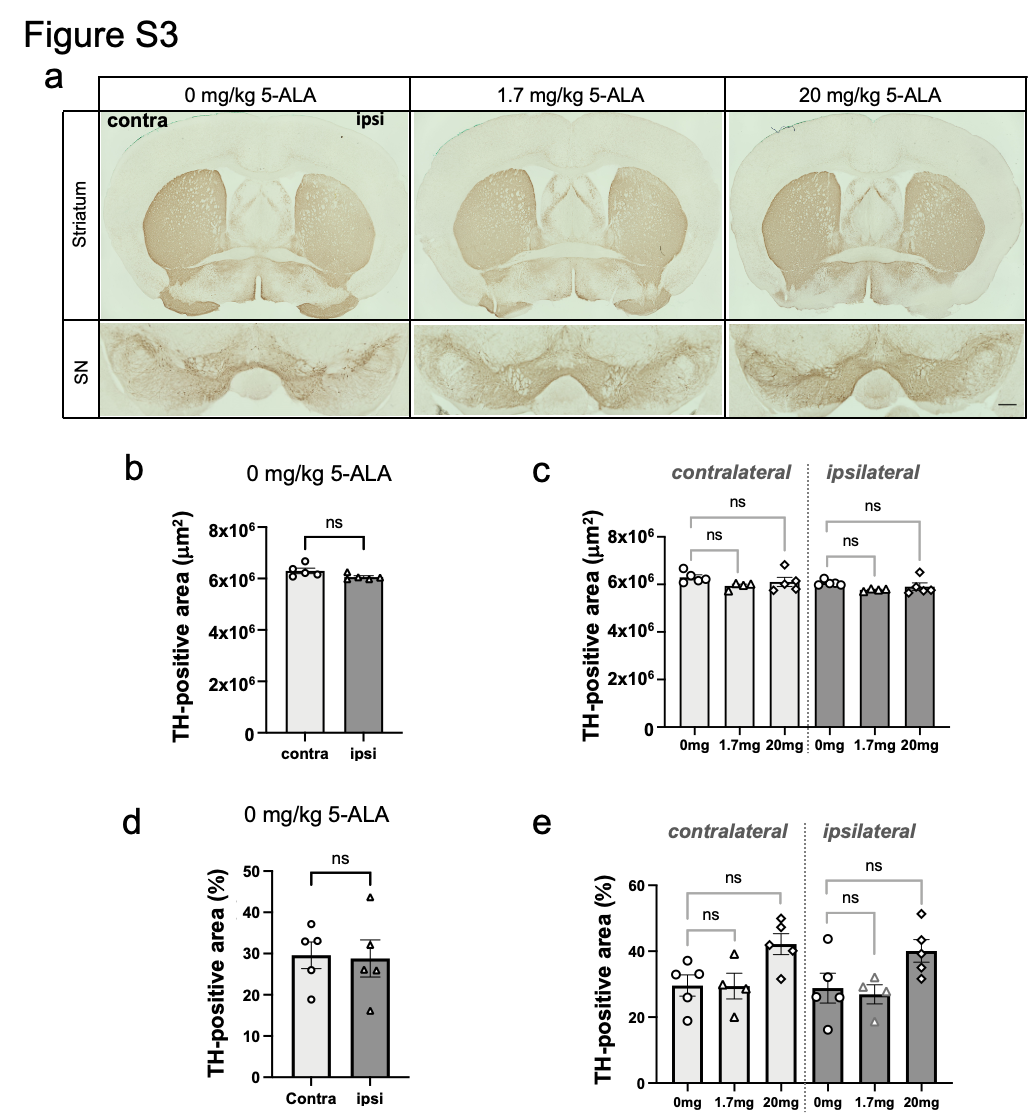 Figure S3
a
0 mg/kg 5-ALA
1.7 mg/kg 5-ALA
20 mg/kg 5-ALA
contra
ipsi
Striatum
SN
b
0 mg/kg 5-ALA
TH-positive area (μm²)
8x10⁶
6x10⁶
4x10⁶
2x10⁶
0
ns
contra
ipsi
c
contralateral
ipsilateral
TH-positive area (μm²)
8x10⁶
6x10⁶
4x10⁶
2x10⁶
0
ns
ns
ns
ns
0mg
1.7mg
20mg
0mg
1.7mg
20mg
d
0 mg/kg 5-ALA
TH-positive area (%)
50
40
30
20
10
0
ns
Contra
ipsi
e
contralateral
ipsilateral
TH-positive area (%)
60
40
20
0
ns
ns
ns
ns
0mg
1.7mg
20mg
0mg
1.7mg
20mg